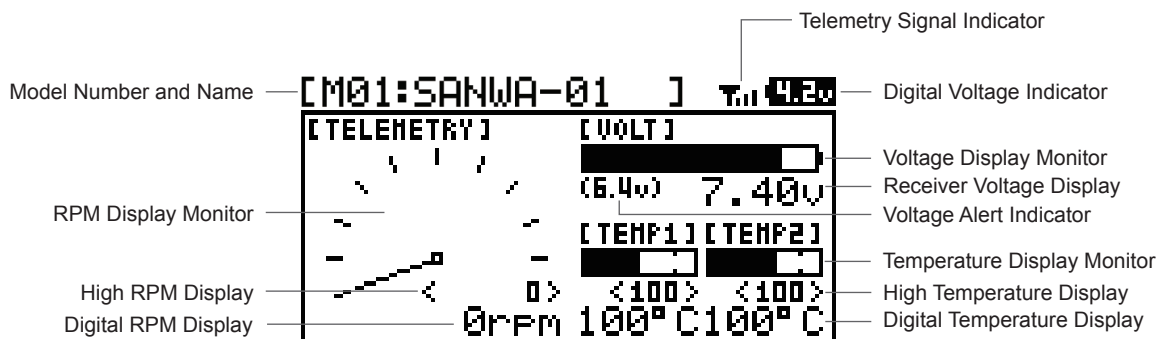 Telemetry Signal Indicator
Model Number and Name
[M01:SANWA-01 ]
4.2v
Digital Voltage Indicator
[TELEMETRY]
[VOLT]
Voltage Display Monitor
(6.4v) 7.40v
Receiver Voltage Display
Voltage Alert Indicator
RPM Display Monitor
[TEMP1] [TEMP2]
Temperature Display Monitor
High RPM Display
< 0>
<100> <100>
High Temperature Display
Digital RPM Display
0rpm
100°C 100°C
Digital Temperature Display